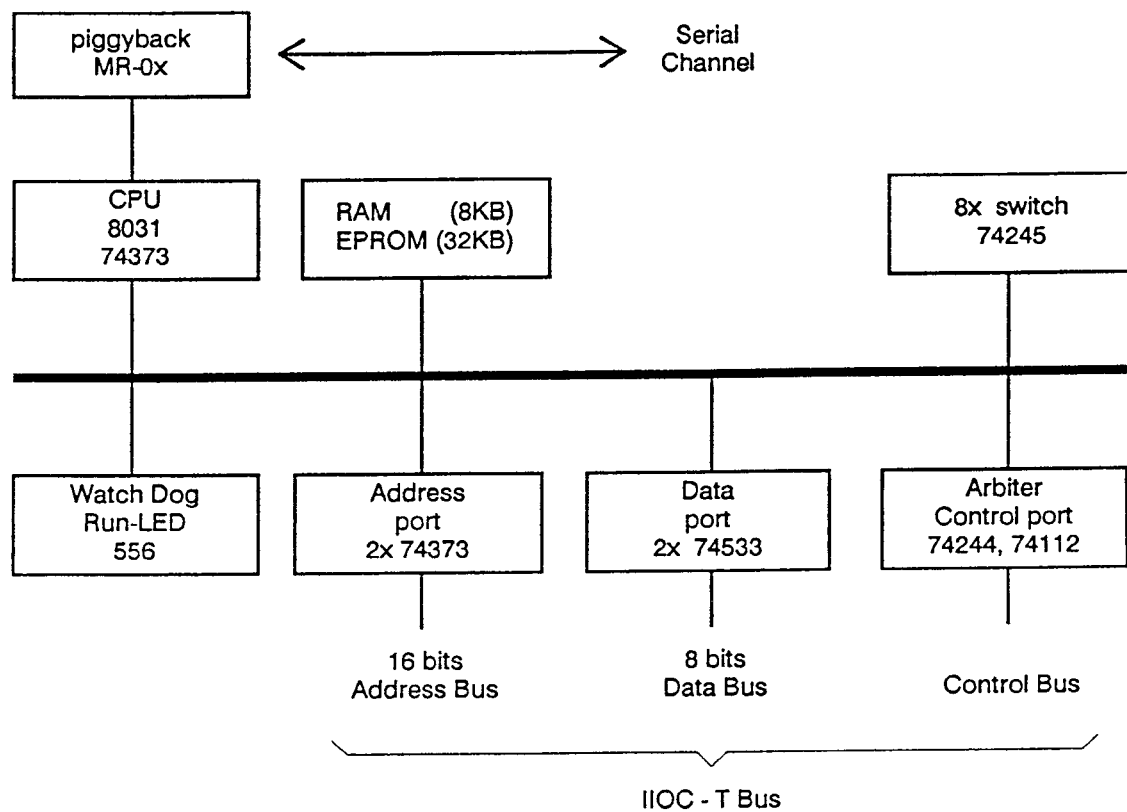 piggyback
MR-0x
Serial
Channel
CPU
8031
74373
RAM (8KB)
EPROM (32KB)
8x switch
74245
Watch Dog
Run-LED
556
Address
port
2x 74373
Data
port
2x 74533
Arbiter
Control port
74244, 74112
16 bits
Address Bus
8 bits
Data Bus
Control Bus
IIOC - T Bus